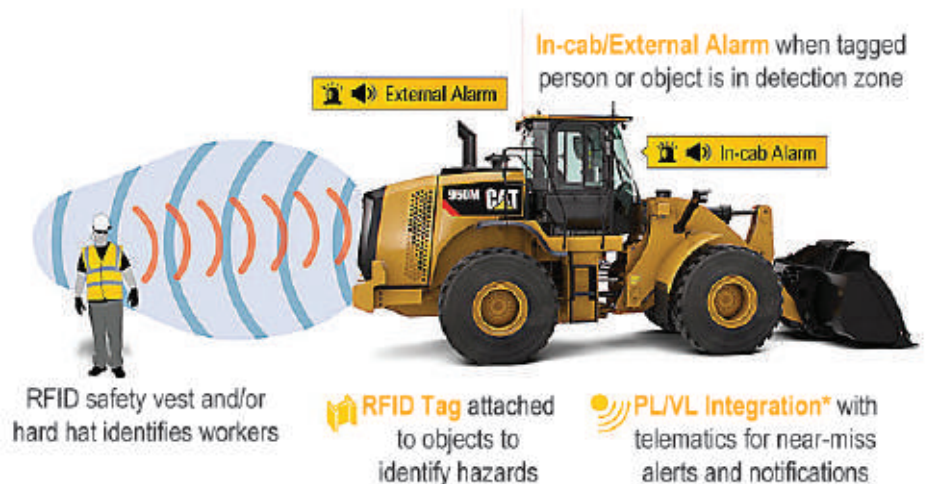 In-cab/External Alarm when tagged
person or object is in detection zone
External Alarm
In-cab Alarm
950M CAT
RFID safety vest and/or
hard hat identifies workers
RFID Tag attached
to objects to
identify hazards
PL/VL Integration* with
telematics for near-miss
alerts and notifications